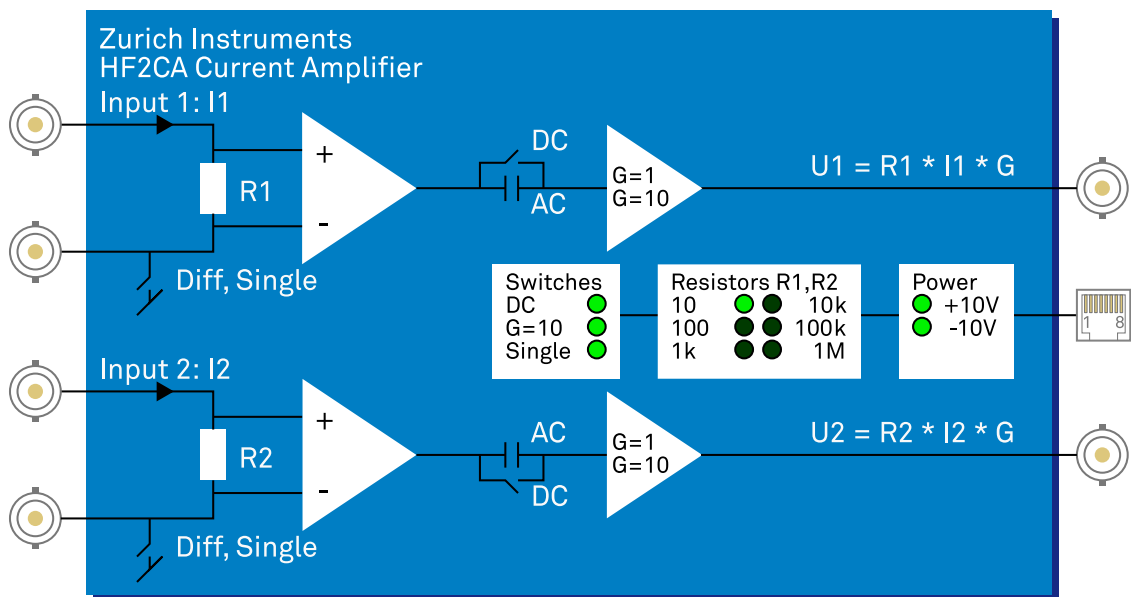 Zurich Instruments
HF2CA Current Amplifier
Input 1: I1
R1
+
-
Diff, Single
DC
AC
G=1
G=10
U1 = R1 * I1 * G
Switches
DC
G=10
Single
Resistors R1,R2
10 10k
100 100k
1k 1M
Power
+10V
-10V
1 8
Input 2: I2
R2
+
-
Diff, Single
AC
DC
G=1
G=10
U2 = R2 * I2 * G